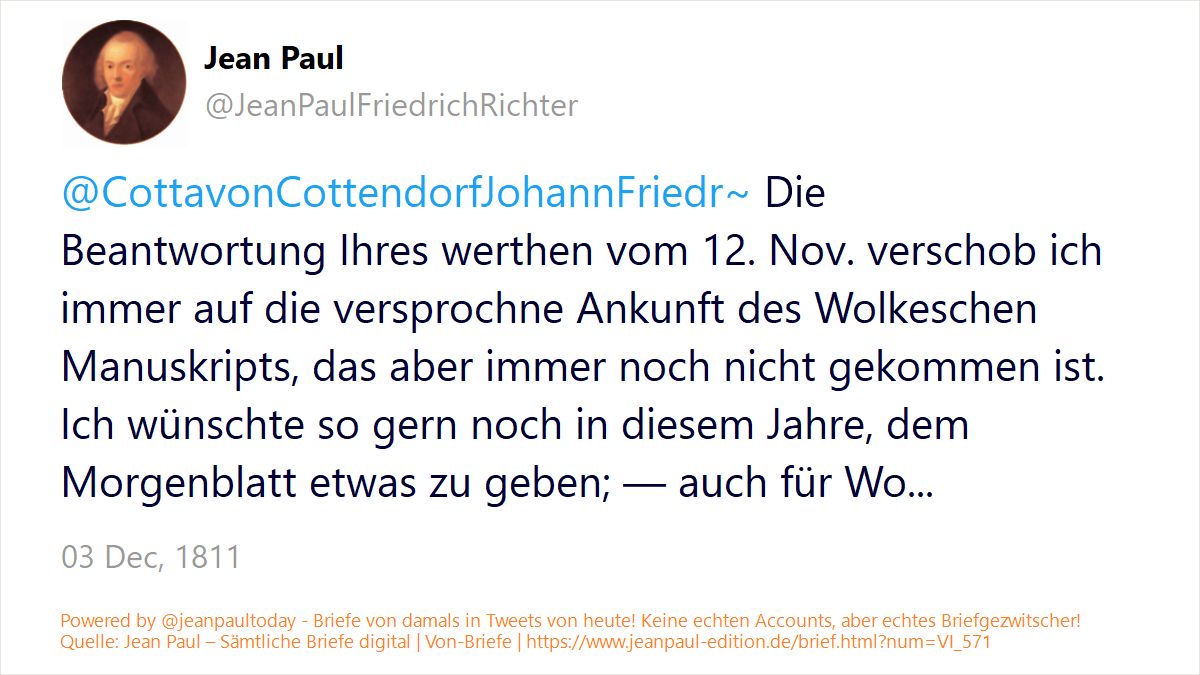 Jean Paul
@JeanPaulFriedrichRichter
@CottavonCottendorfJohannFriedr~ Die
Beantwortung Ihres werthen vom 12. Nov. verschob ich
immer auf die versprochne Ankunft des Wolkeschen
Manuskripts, das aber immer noch nicht gekommen ist.
Ich wünschte so gern noch in diesem Jahre, dem
Morgenblatt etwas zu geben; — auch für Wo...
03 Dec, 1811
Powered by @jeanpaultoday - Briefe von damals in Tweets von heute! Keine echten Accounts, aber echtes Briefgezwitscher!
Quelle: Jean Paul – Sämtliche Briefe digital | Von-Briefe | https://www.jeanpaul-edition.de/brief.html?num=VI_571